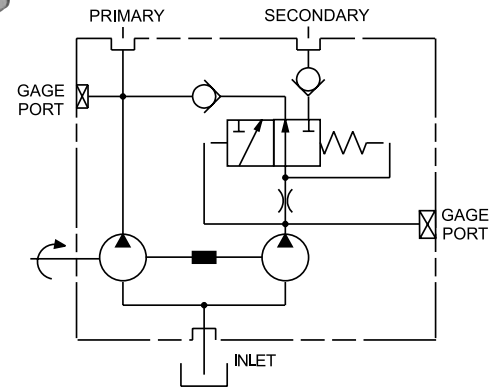 PRIMARY
SECONDARY
GAGE
PORT
GAGE
PORT
INLET